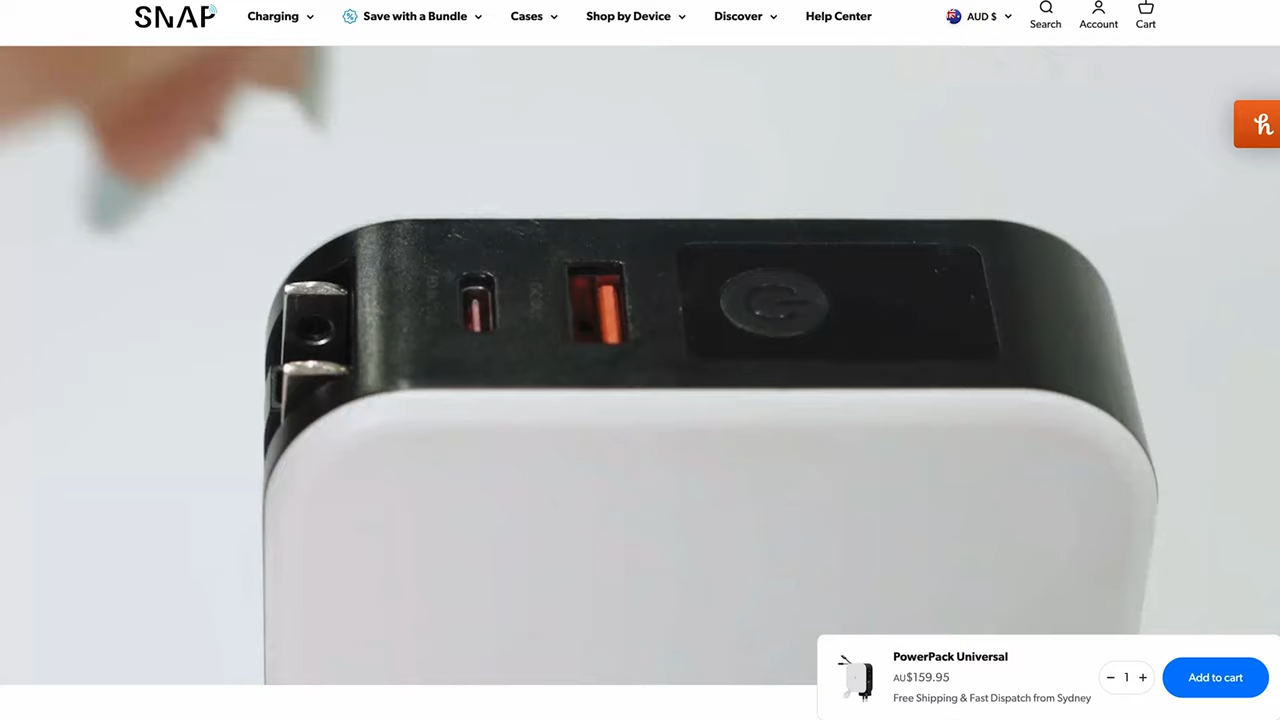 SNAP
Charging
Save with a Bundle
Cases
Shop by Device
Discover
Help Center
AUD $
Search
Account
Cart
h
PowerPack Universal
AU$159.95
Free Shipping & Fast Dispatch from Sydney
− 1 +
Add to cart